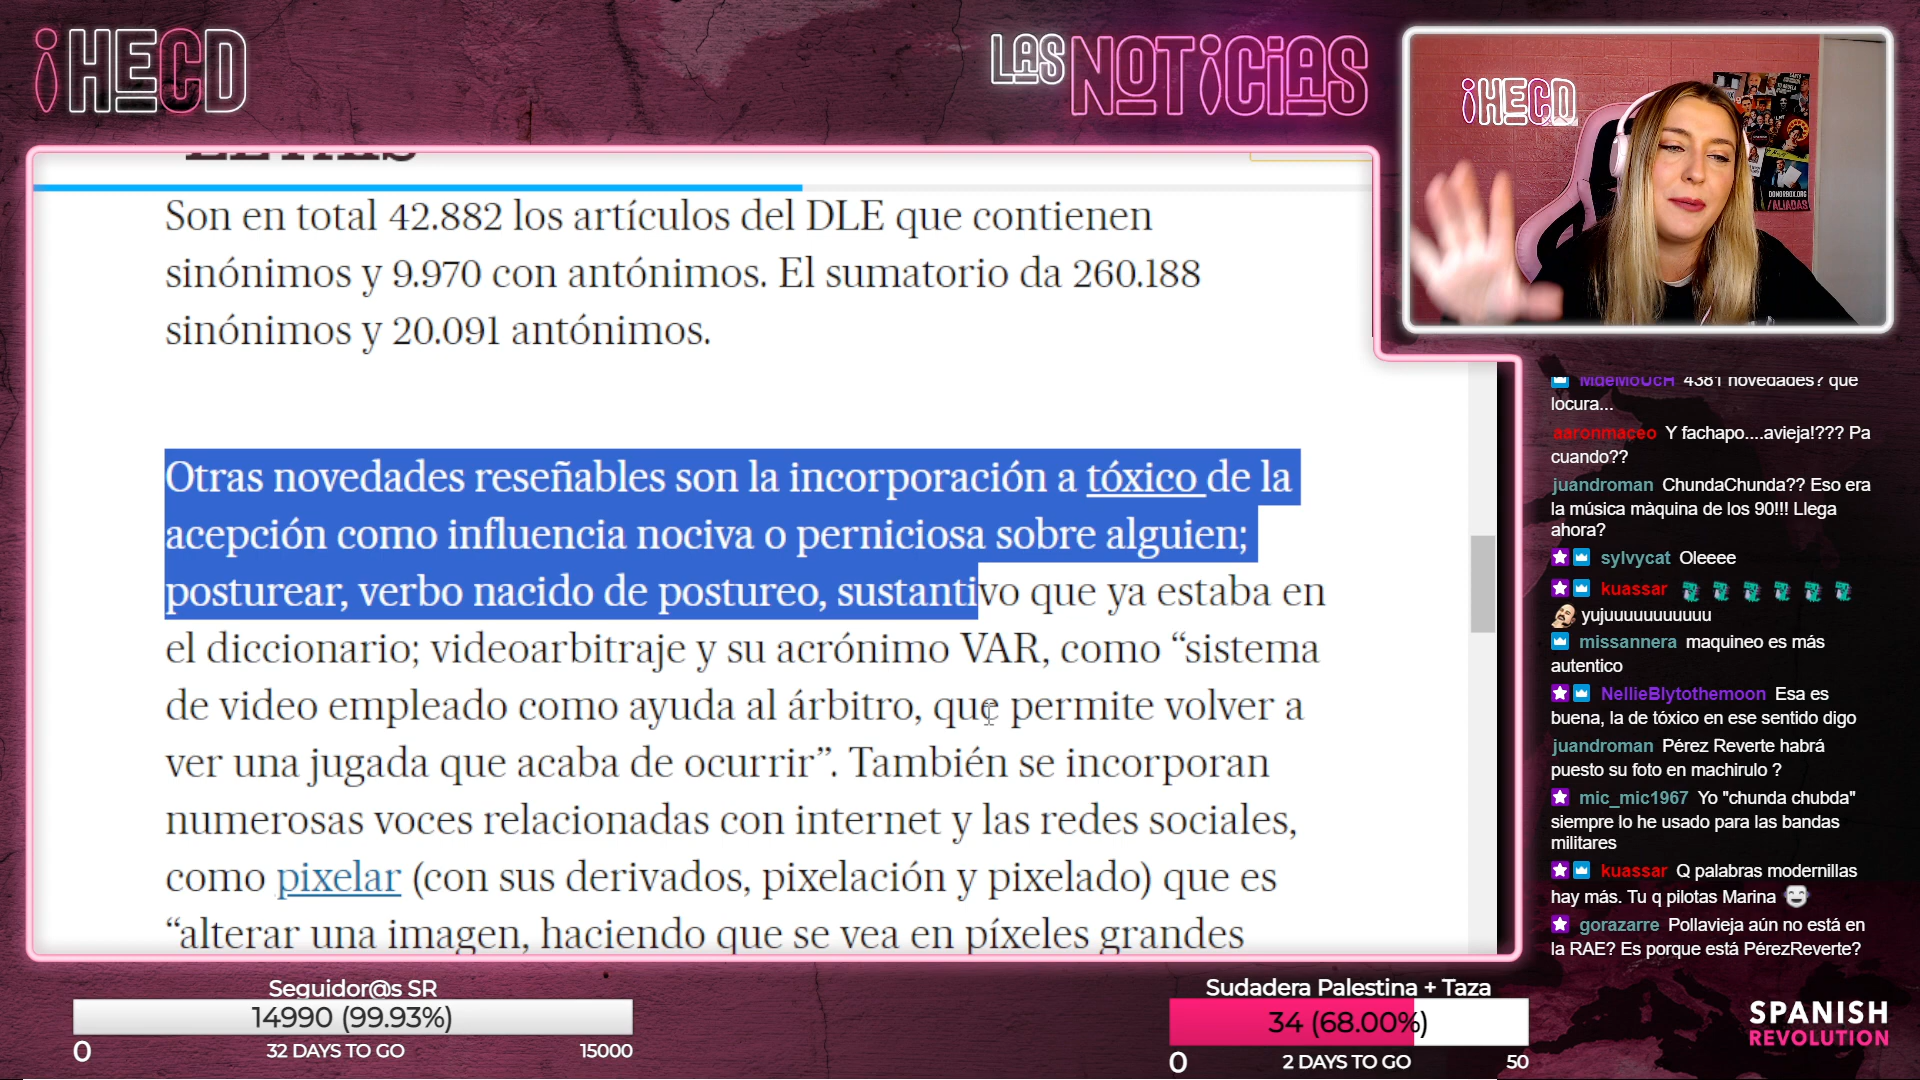 ¡HECD
LAS NOTICIAS
¡HECD
DONORBOX.ORG
/ALIADAS
Son en total 42.882 los artículos del DLE que contienen
sinónimos y 9.970 con antónimos. El sumatorio da 260.188
sinónimos y 20.091 antónimos.
Otras novedades reseñables son la incorporación a tóxico de la
acepción como influencia nociva o perniciosa sobre alguien;
posturear, verbo nacido de postureo, sustantivo que ya estaba en
el diccionario; videoarbitraje y su acrónimo VAR, como “sistema
de video empleado como ayuda al árbitro, que permite volver a
ver una jugada que acaba de ocurrir”. También se incorporan
numerosas voces relacionadas con internet y las redes sociales,
como pixelar (con sus derivados, pixelación y pixelado) que es
“alterar una imagen, haciendo que se vea en píxeles grandes
MdeMoUcH 4381 novedades? que
locura...
aaronmaceo Y fachapo....avieja!??? Pa
cuando??
juandroman ChundaChunda?? Eso era
la música màquina de los 90!!! Llega
ahora?
sylvycat Oleeee
kuassar
yujuuuuuuuuuuu
missannera maquineo es más
autentico
NellieBlytothemoon Esa es
buena, la de tóxico en ese sentido digo
juandroman Pérez Reverte habrá
puesto su foto en machirulo ?
mic_mic1967 Yo "chunda chubda"
siempre lo he usado para las bandas
militares
kuassar Q palabras modernillas
hay más. Tu q pilotas Marina
gorazarre Pollavieja aún no está en
la RAE? Es porque está PérezReverte?
Seguidor@s SR
14990 (99.93%)
0 32 DAYS TO GO 15000
Sudadera Palestina + Taza
34 (68.00%)
0 2 DAYS TO GO 50
SPANISH
REVOLUTION